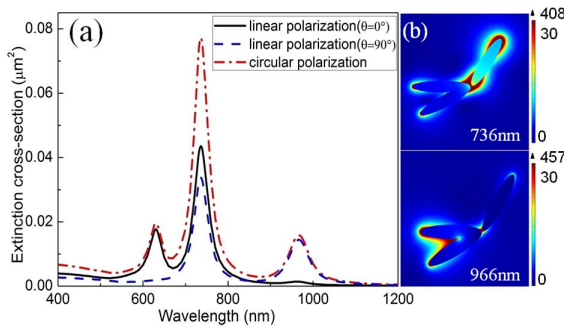 (a)
linear polarization(θ=0°)
linear polarization(θ=90°)
circular polarization
Extinction cross-section (μm²)
0.08
0.06
0.04
0.02
0.00
400 600 800 1000 1200
Wavelength (nm)
(b)
736nm
408
30
0
966nm
457
30
0